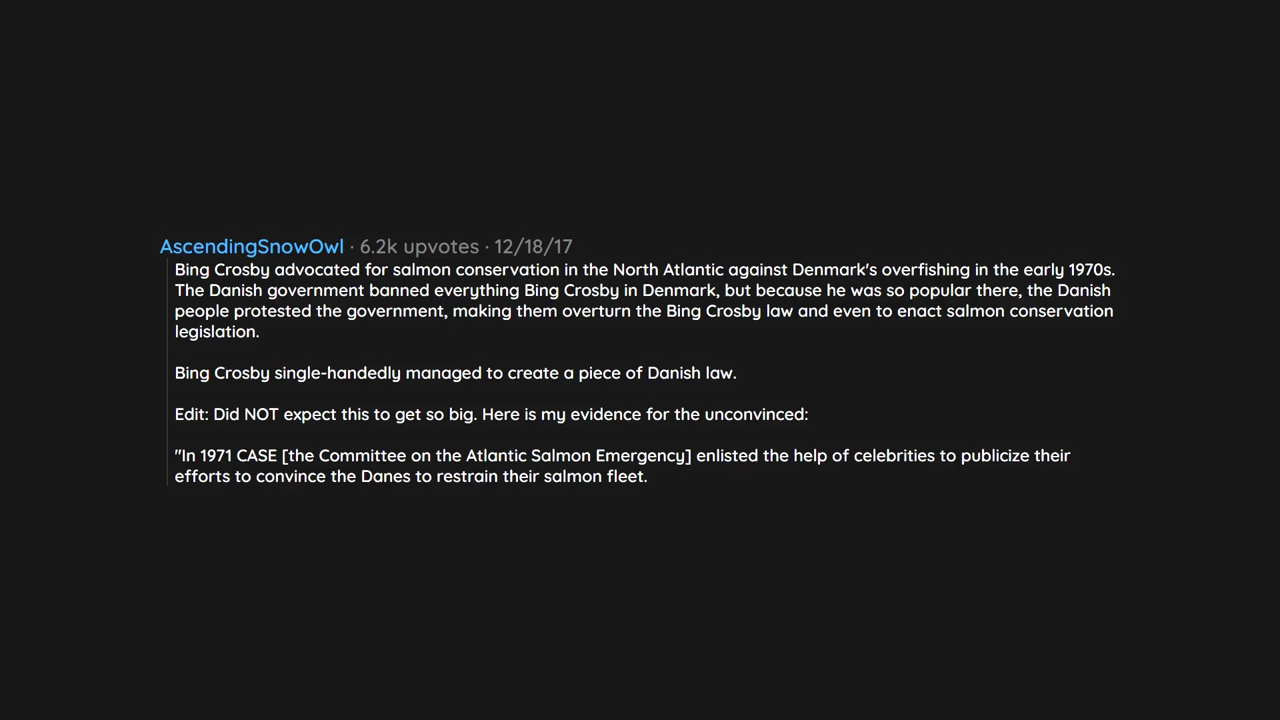 AscendingSnowOwl · 6.2k upvotes · 12/18/17
Bing Crosby advocated for salmon conservation in the North Atlantic against Denmark's overfishing in the early 1970s.
The Danish government banned everything Bing Crosby in Denmark, but because he was so popular there, the Danish
people protested the government, making them overturn the Bing Crosby law and even to enact salmon conservation
legislation.
Bing Crosby single-handedly managed to create a piece of Danish law.
Edit: Did NOT expect this to get so big. Here is my evidence for the unconvinced:
"In 1971 CASE [the Committee on the Atlantic Salmon Emergency] enlisted the help of celebrities to publicize their
efforts to convince the Danes to restrain their salmon fleet.